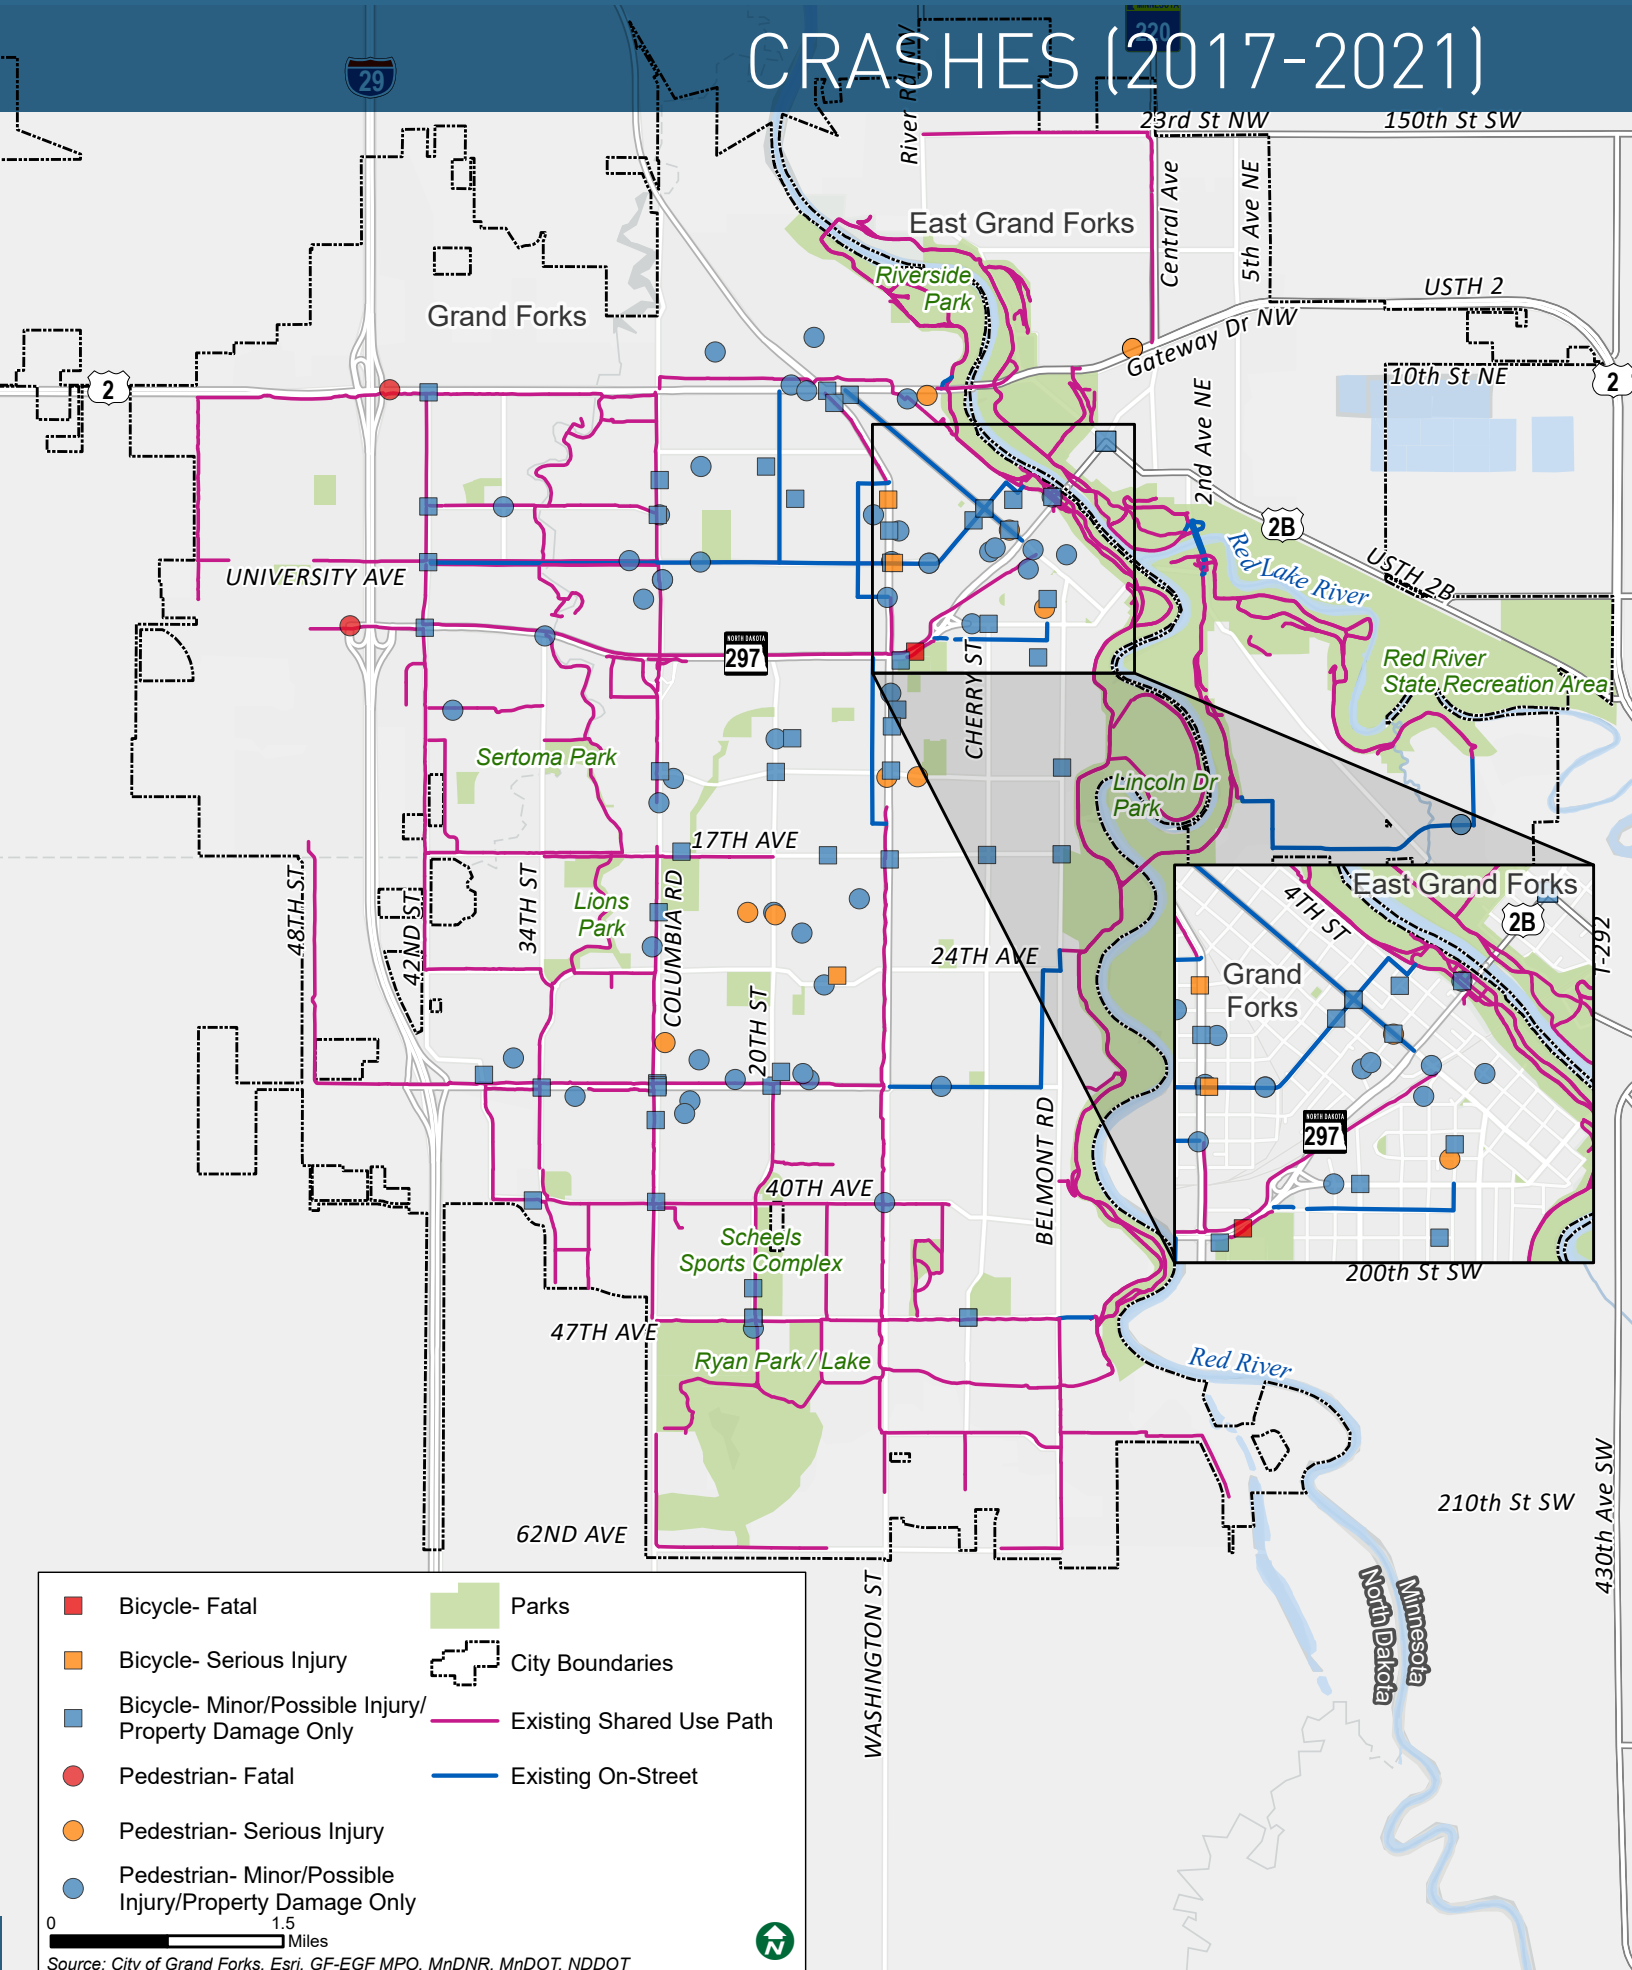 CRASHES (2017-2021)
MINNESOTA
220
29
River Rd NW
23rd St NW
150th St SW
Central Ave
5th Ave NE
East Grand Forks
Riverside
Park
USTH 2
Grand Forks
Gateway Dr NW
2
10th St NE
2
2nd Ave NE
2B
USTH 2B
Red Lake River
UNIVERSITY AVE
NORTH DAKOTA
297
CHERRY ST
Red River
State Recreation Area
Sertoma Park
Lincoln Dr
Park
17TH AVE
48TH ST
42ND ST
34TH ST
Lions
Park
COLUMBIA RD
20TH ST
24TH AVE
BELMONT RD
East Grand Forks
4TH ST
2B
T-292
Grand
Forks
NORTH DAKOTA
297
40TH AVE
Scheels
Sports Complex
200th St SW
47TH AVE
Ryan Park / Lake
Red River
62ND AVE
210th St SW
430th Ave SW
WASHINGTON ST
Minnesota
North Dakota
Bicycle- Fatal
Bicycle- Serious Injury
Bicycle- Minor/Possible Injury/
Property Damage Only
Pedestrian- Fatal
Pedestrian- Serious Injury
Pedestrian- Minor/Possible
Injury/Property Damage Only
Parks
City Boundaries
Existing Shared Use Path
Existing On-Street
0 1.5
Miles
N
Source: City of Grand Forks, Esri, GF-EGF MPO, MnDNR, MnDOT, NDDOT